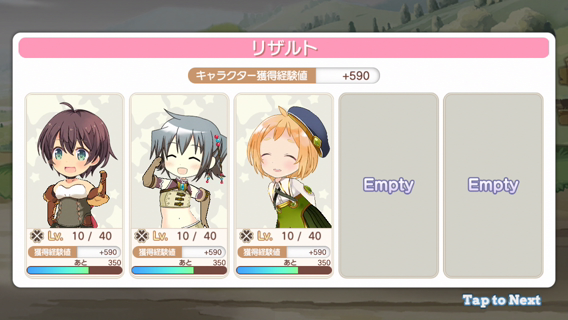 リザルト
キャラクター獲得経験値 +590
Empty Empty
Lv. 10 / 40 Lv. 10 / 40 Lv. 10 / 40
獲得経験値 +590 獲得経験値 +590 獲得経験値 +590
あと 350 あと 350 あと 350
Tap to Next